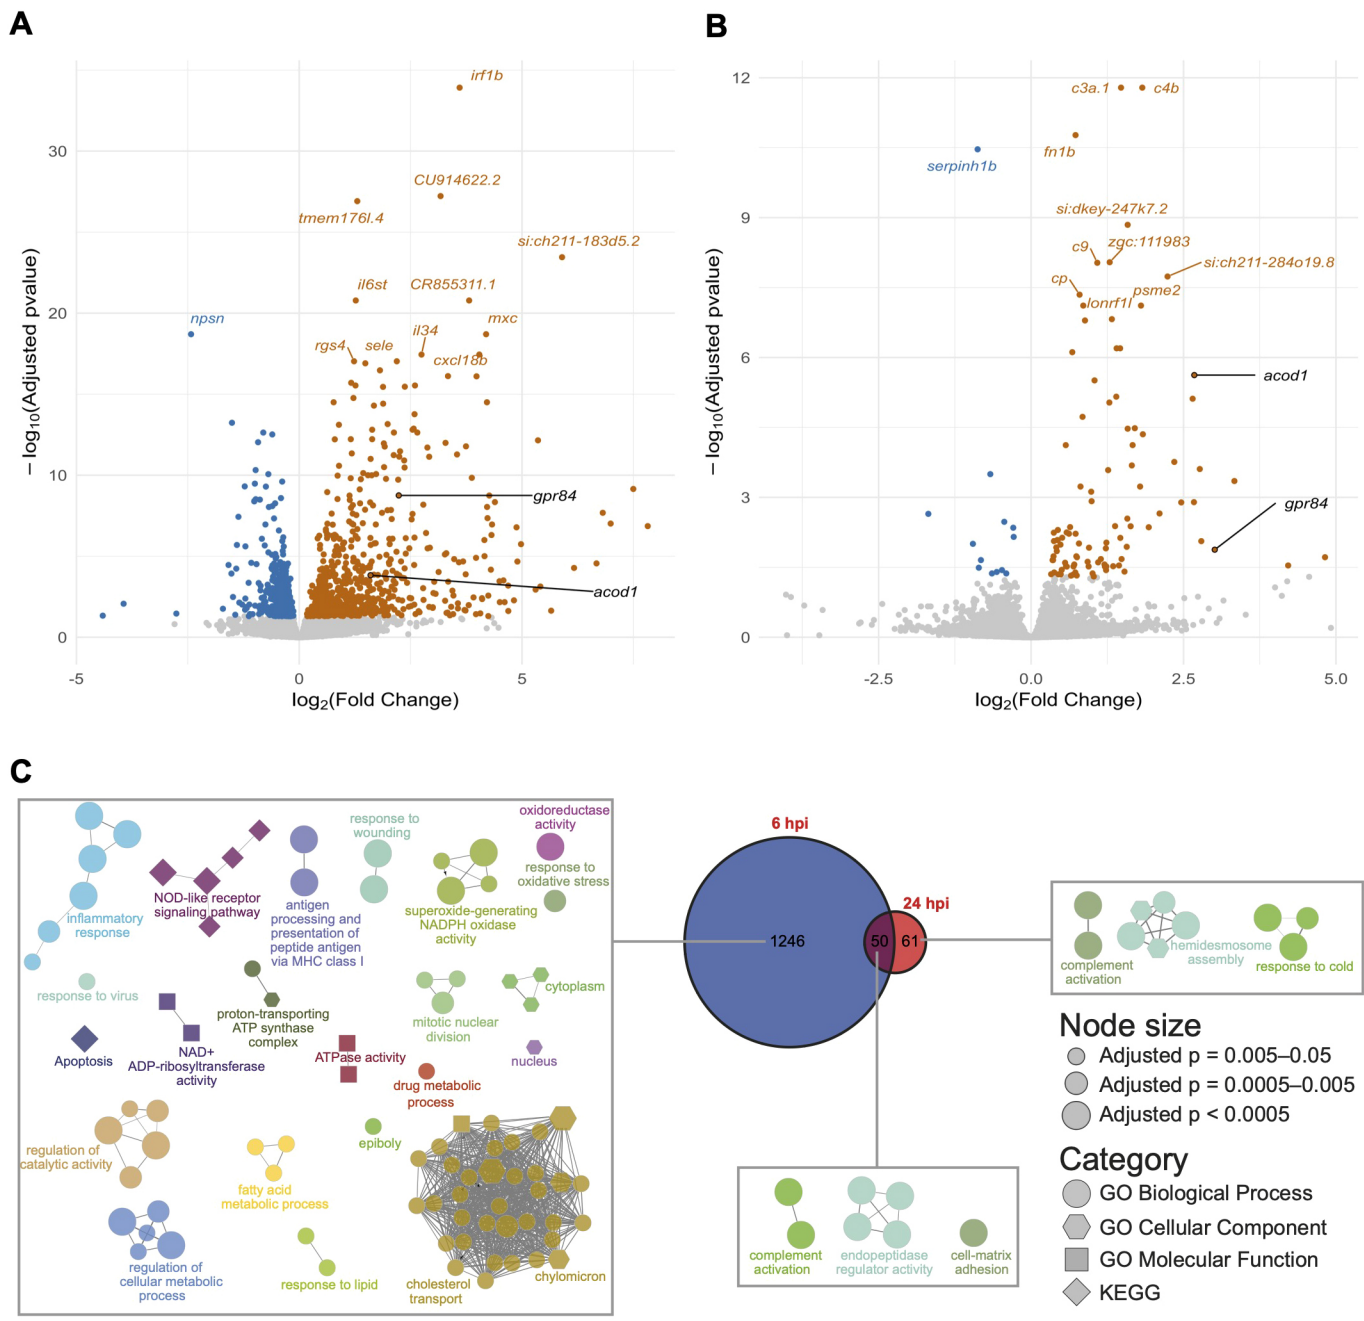 A
B
irf1b
CU914622.2
tmem176l.4
si:ch211-183d5.2
il6st
CR855311.1
npsn
mxc
il34
rgs4
sele
cxcl18b
gpr84
acod1
30
20
10
0
-5
0
5
− log10(Adjusted pvalue)
log2(Fold Change)
c3a.1
c4b
fn1b
serpinh1b
si:dkey-247k7.2
c9
zgc:111983
si:ch211-284o19.8
cp
psme2
lonrf1l
acod1
gpr84
12
9
6
3
0
-2.5
0.0
2.5
5.0
− log10(Adjusted pvalue)
log2(Fold Change)
C
inflammatory
response
NOD-like receptor
signaling pathway
antigen
processing and
presentation of
peptide antigen
via MHC class I
response to
wounding
superoxide-generating
NADPH oxidase
activity
oxidoreductase
activity
response to
oxidative stress
response to virus
proton-transporting
ATP synthase
complex
mitotic nuclear
division
cytoplasm
Apoptosis
NAD+
ADP-ribosyltransferase
activity
ATPase activity
nucleus
drug metabolic
process
regulation of
catalytic activity
fatty acid
metabolic process
epiboly
regulation of
cellular metabolic
process
response to lipid
cholesterol
transport
chylomicron
6 hpi
24 hpi
1246
50
61
complement
activation
hemidesmosome
assembly
response to cold
complement
activation
endopeptidase
regulator activity
cell-matrix
adhesion
Node size
Adjusted p = 0.005–0.05
Adjusted p = 0.0005–0.005
Adjusted p < 0.0005
Category
GO Biological Process
GO Cellular Component
GO Molecular Function
KEGG